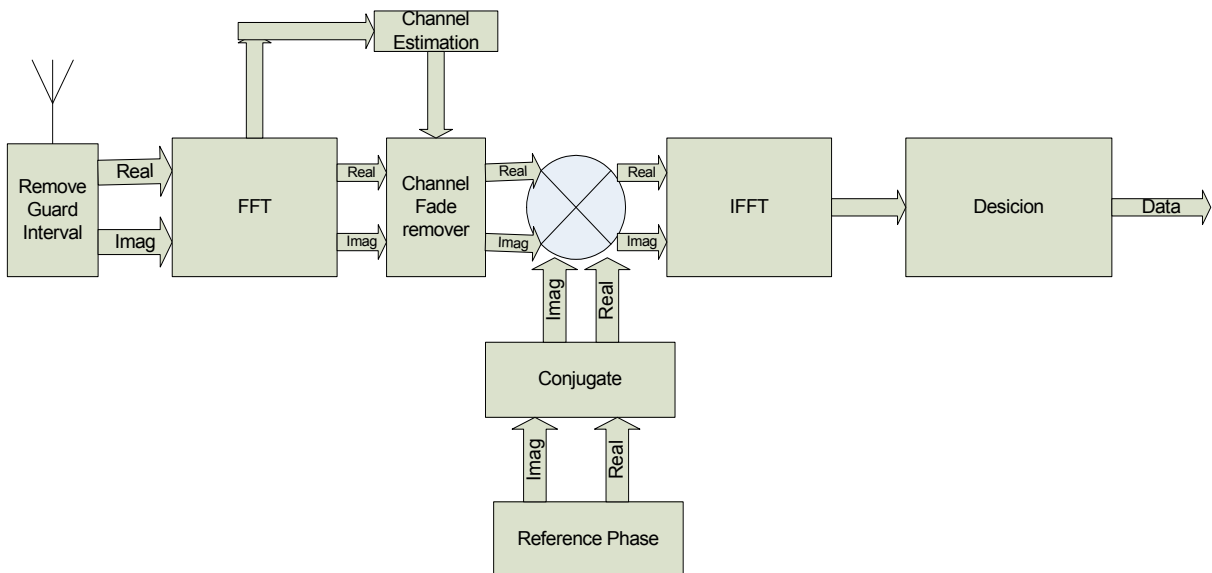 Channel
Estimation
Remove
Guard
Interval
Real
Imag
FFT
Real
Imag
Channel
Fade
remover
Real
Imag
Real
Imag
IFFT
Desicion
Data
Imag
Real
Conjugate
Imag
Real
Reference Phase